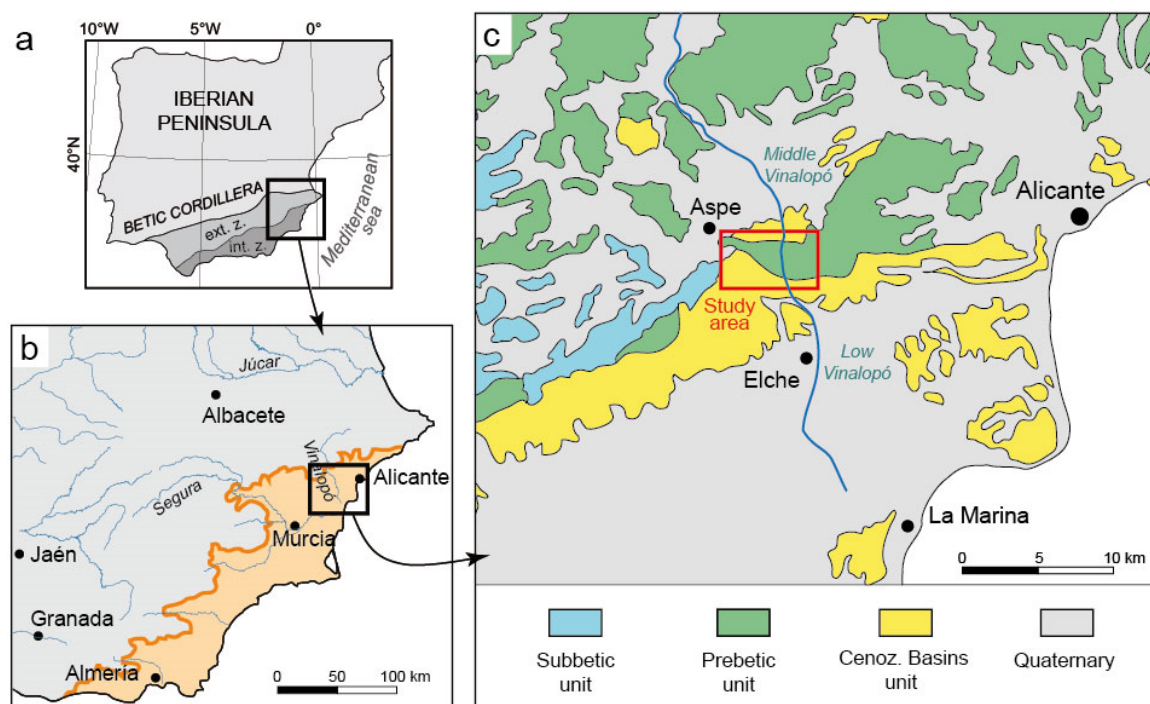 a
10°W
5°W
0°
40°N
IBERIAN
PENINSULA
BETIC CORDILLERA
ext. z.
int. z.
Mediterranean
sea
b
Júcar
Albacete
Vinalopó
Alicante
Segura
Murcia
Jaén
Granada
Almería
0 50 100 km
c
Middle
Vinalopó
Alicante
Aspe
Study
area
Low
Vinalopó
Elche
La Marina
0 5 10 km
Subbetic
unit
Prebetic
unit
Cenoz. Basins
unit
Quaternary